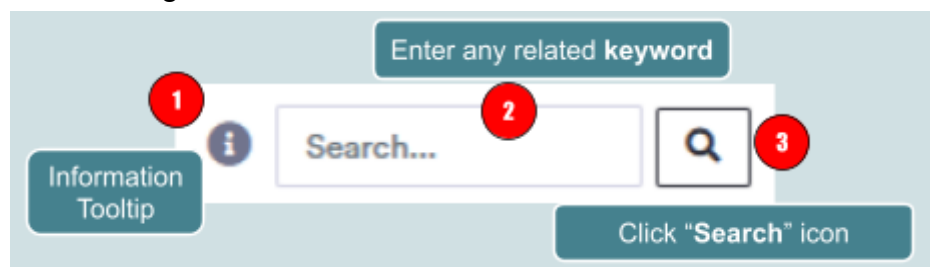 Enter any related keyword
1
2
i
Search...
3
Information
Tooltip
Click “Search” icon